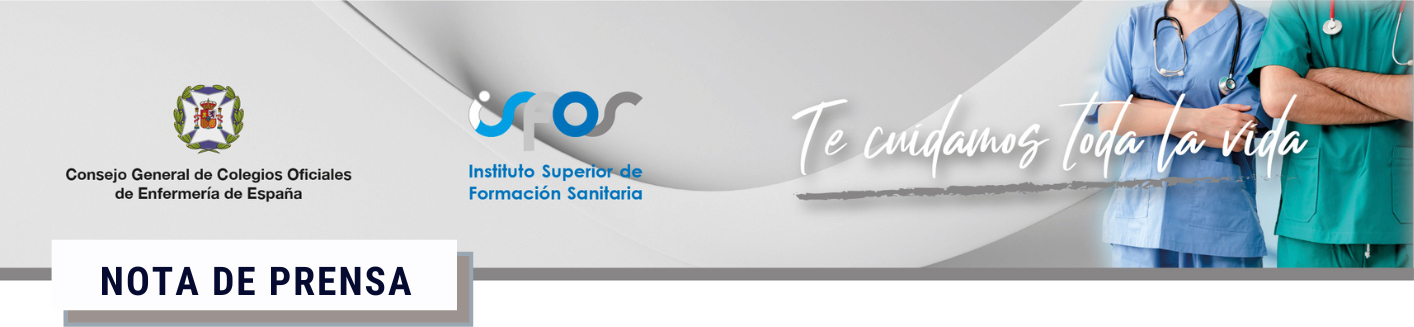 Consejo General de Colegios Oficiales
de Enfermería de España
isfos
Instituto Superior de
Formación Sanitaria
Te cuidamos toda la vida
NOTA DE PRENSA